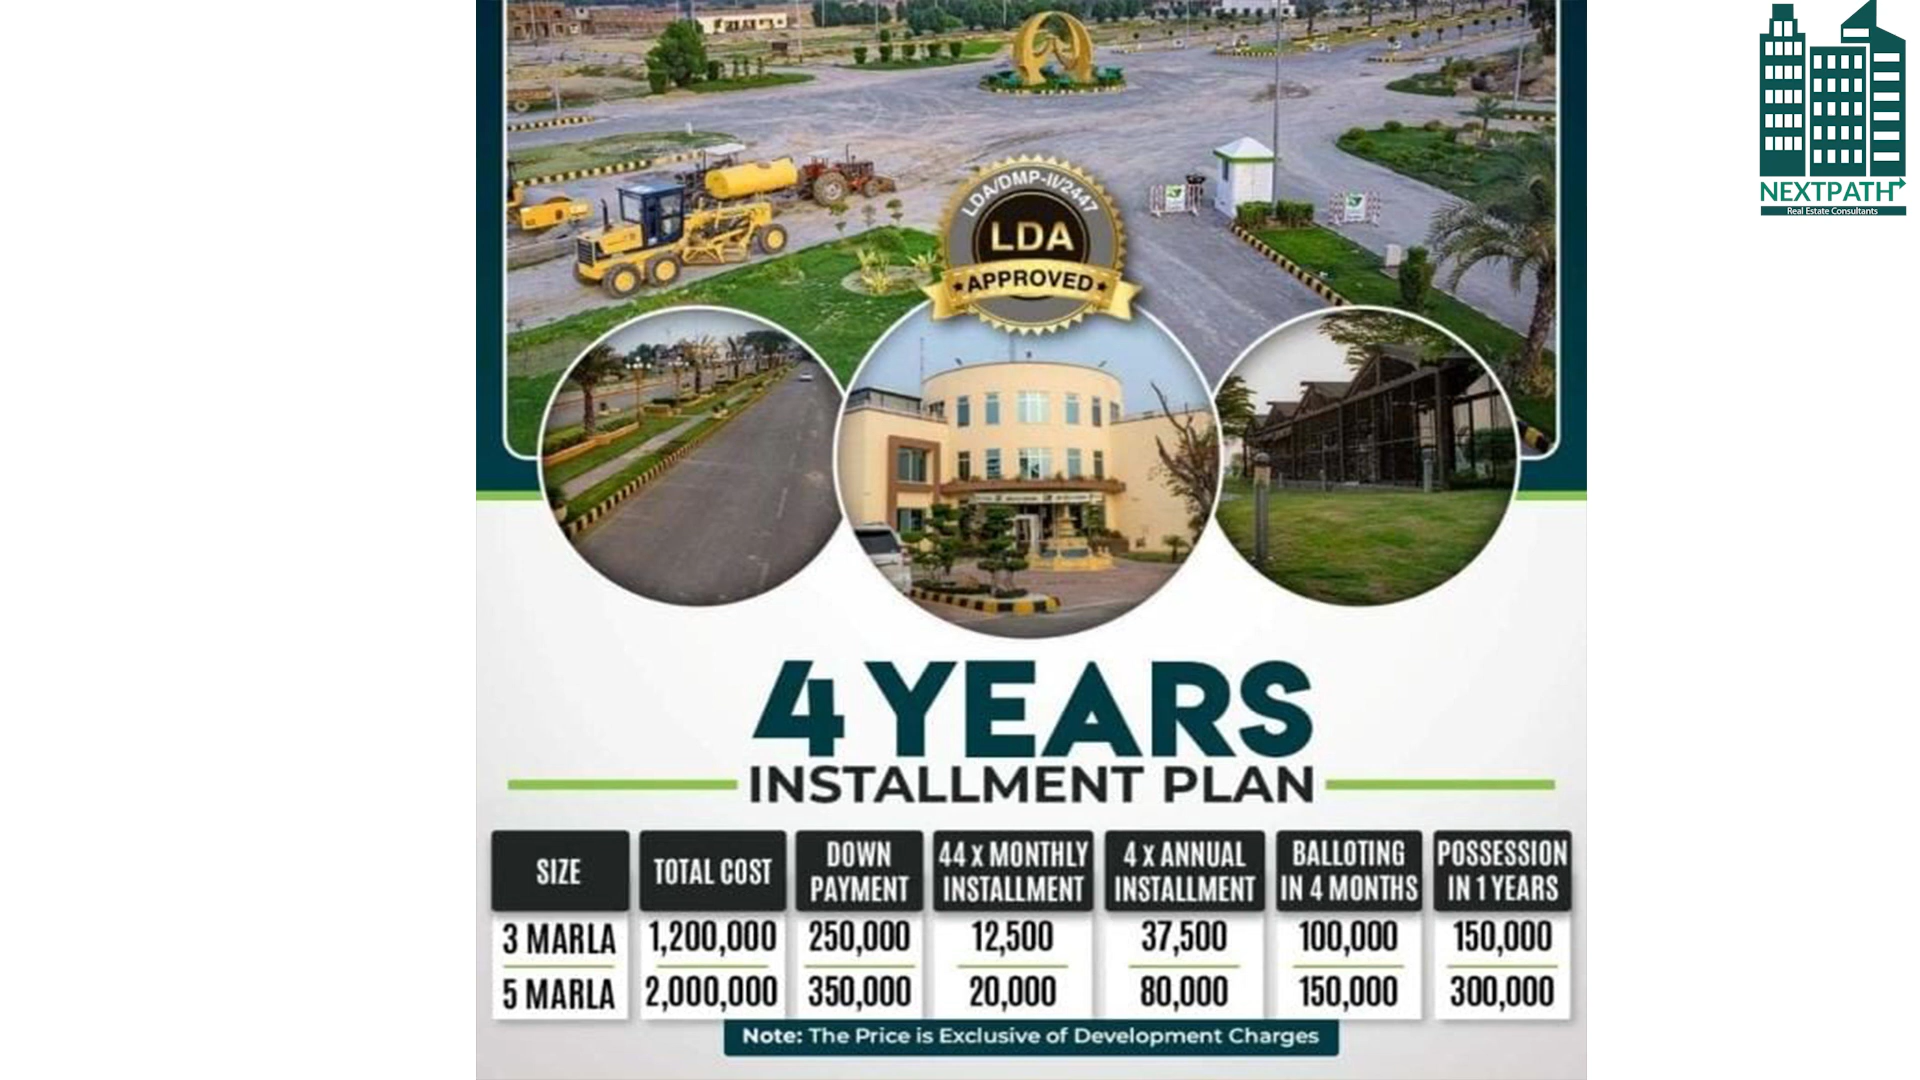 NEXTPATH
Real Estate Consultants
LDA/DMP-II/2447
LDA
APPROVED
4 YEARS
INSTALLMENT PLAN
SIZE TOTAL COST DOWN PAYMENT 44 x MONTHLY INSTALLMENT 4 x ANNUAL INSTALLMENT BALLOTING IN 4 MONTHS POSSESSION IN 1 YEARS
3 MARLA 1,200,000 250,000 12,500 37,500 100,000 150,000
5 MARLA 2,000,000 350,000 20,000 80,000 150,000 300,000
Note: The Price is Exclusive of Development Charges